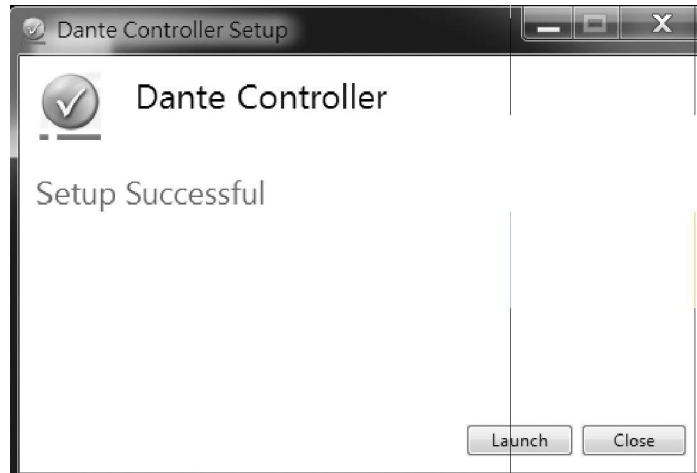 Dante Controller Setup
Dante Controller
Setup Successful
Launch Close